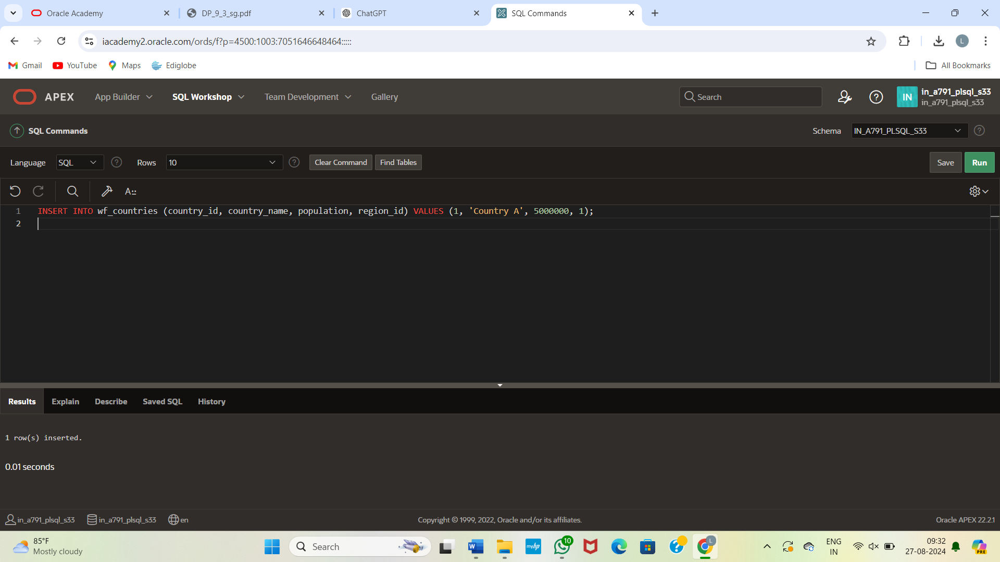 Oracle Academy
DP_9_3_sg.pdf
ChatGPT
SQL Commands
iacademy2.oracle.com/ords/f?p=4500:1003:7051646648464:::::
L
Gmail
YouTube
Maps
Ediglobe
All Bookmarks
APEX
App Builder
SQL Workshop
Team Development
Gallery
Search
IN
in_a791_plsql_s33
in_a791_plsql_s33
SQL Commands
Schema
IN_A791_PLSQL_S33
Language
SQL
Rows
10
Clear Command
Find Tables
Save
Run
A::
1 INSERT INTO wf_countries (country_id, country_name, population, region_id) VALUES (1, 'Country A', 5000000, 1);
2
Results
Explain
Describe
Saved SQL
History
1 row(s) inserted.
0.01 seconds
in_a791_plsql_s33
in_a791_plsql_s33
en
Copyright © 1999, 2022, Oracle and/or its affiliates.
Oracle APEX 22.2.1
85°F
Mostly cloudy
Search
W
myhp
10
L
ENG
IN
09:32
27-08-2024
PRE